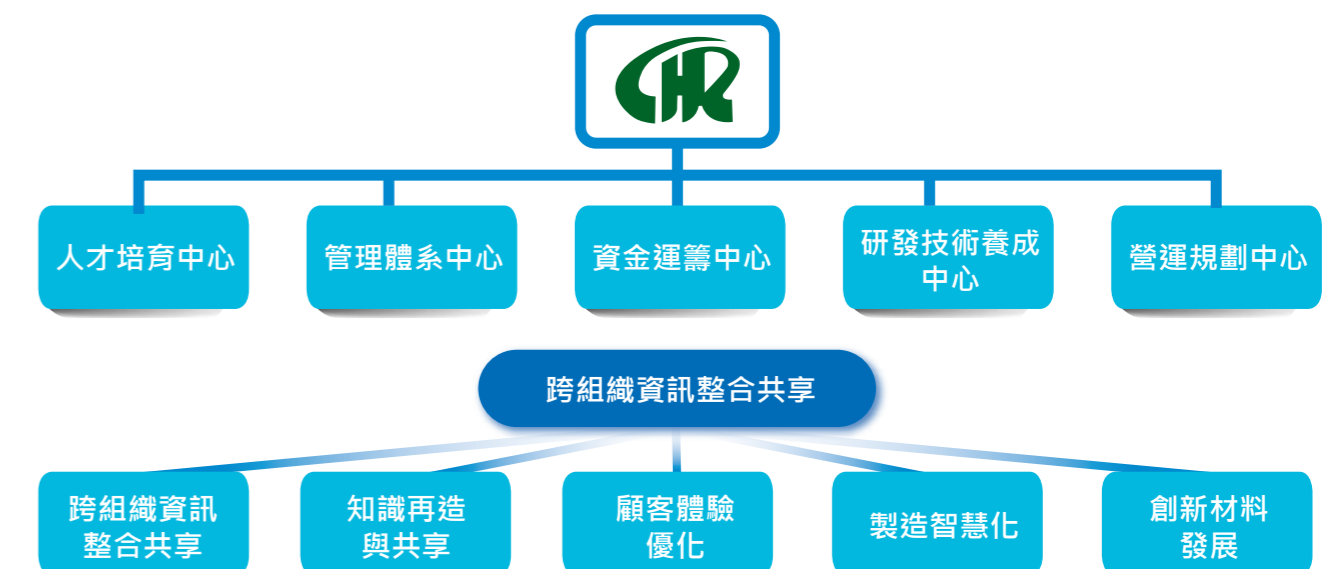 CHR
人才培育中心
管理體系中心
資金運籌中心
研發技術養成
中心
營運規劃中心
跨組織資訊整合共享
跨組織資訊
整合共享
知識再造
與共享
顧客體驗
優化
製造智慧化
創新材料
發展